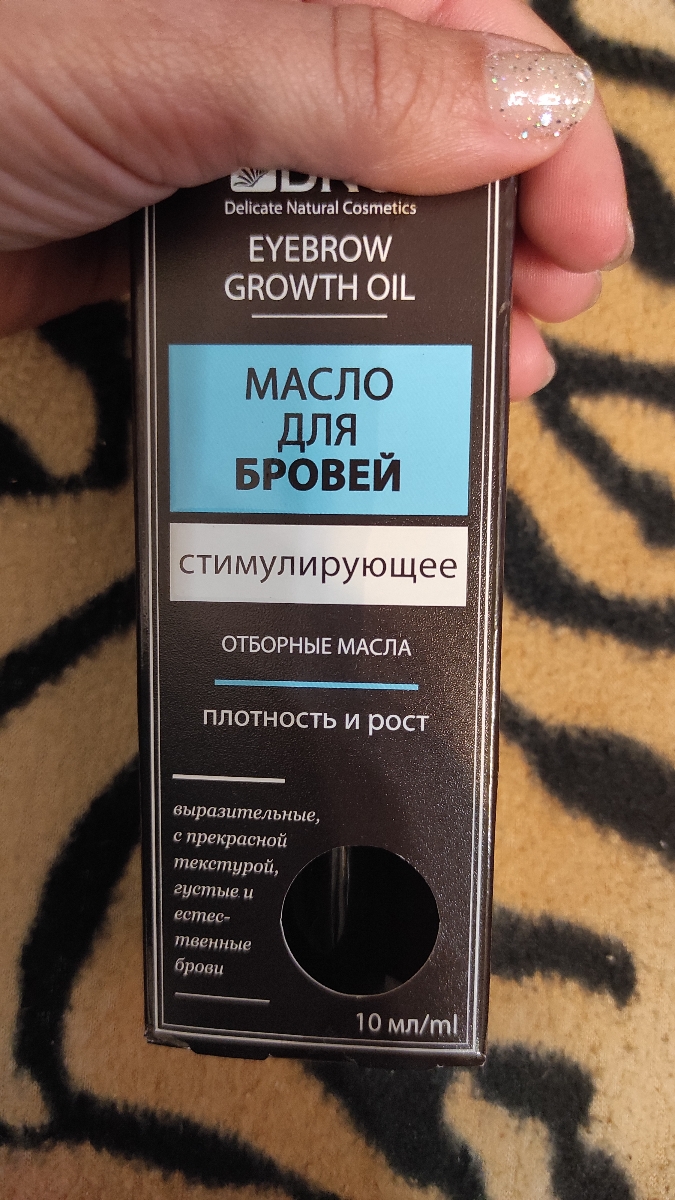 Delicate Natural Cosmetics
EYEBROW
GROWTH OIL
МАСЛО
ДЛЯ
БРОВЕЙ
стимулирующее
ОТБОРНЫЕ МАСЛА
плотность и рост
выразительные,
с прекрасной
текстурой,
густые и
естес-
твенные
брови
10 мл/ml